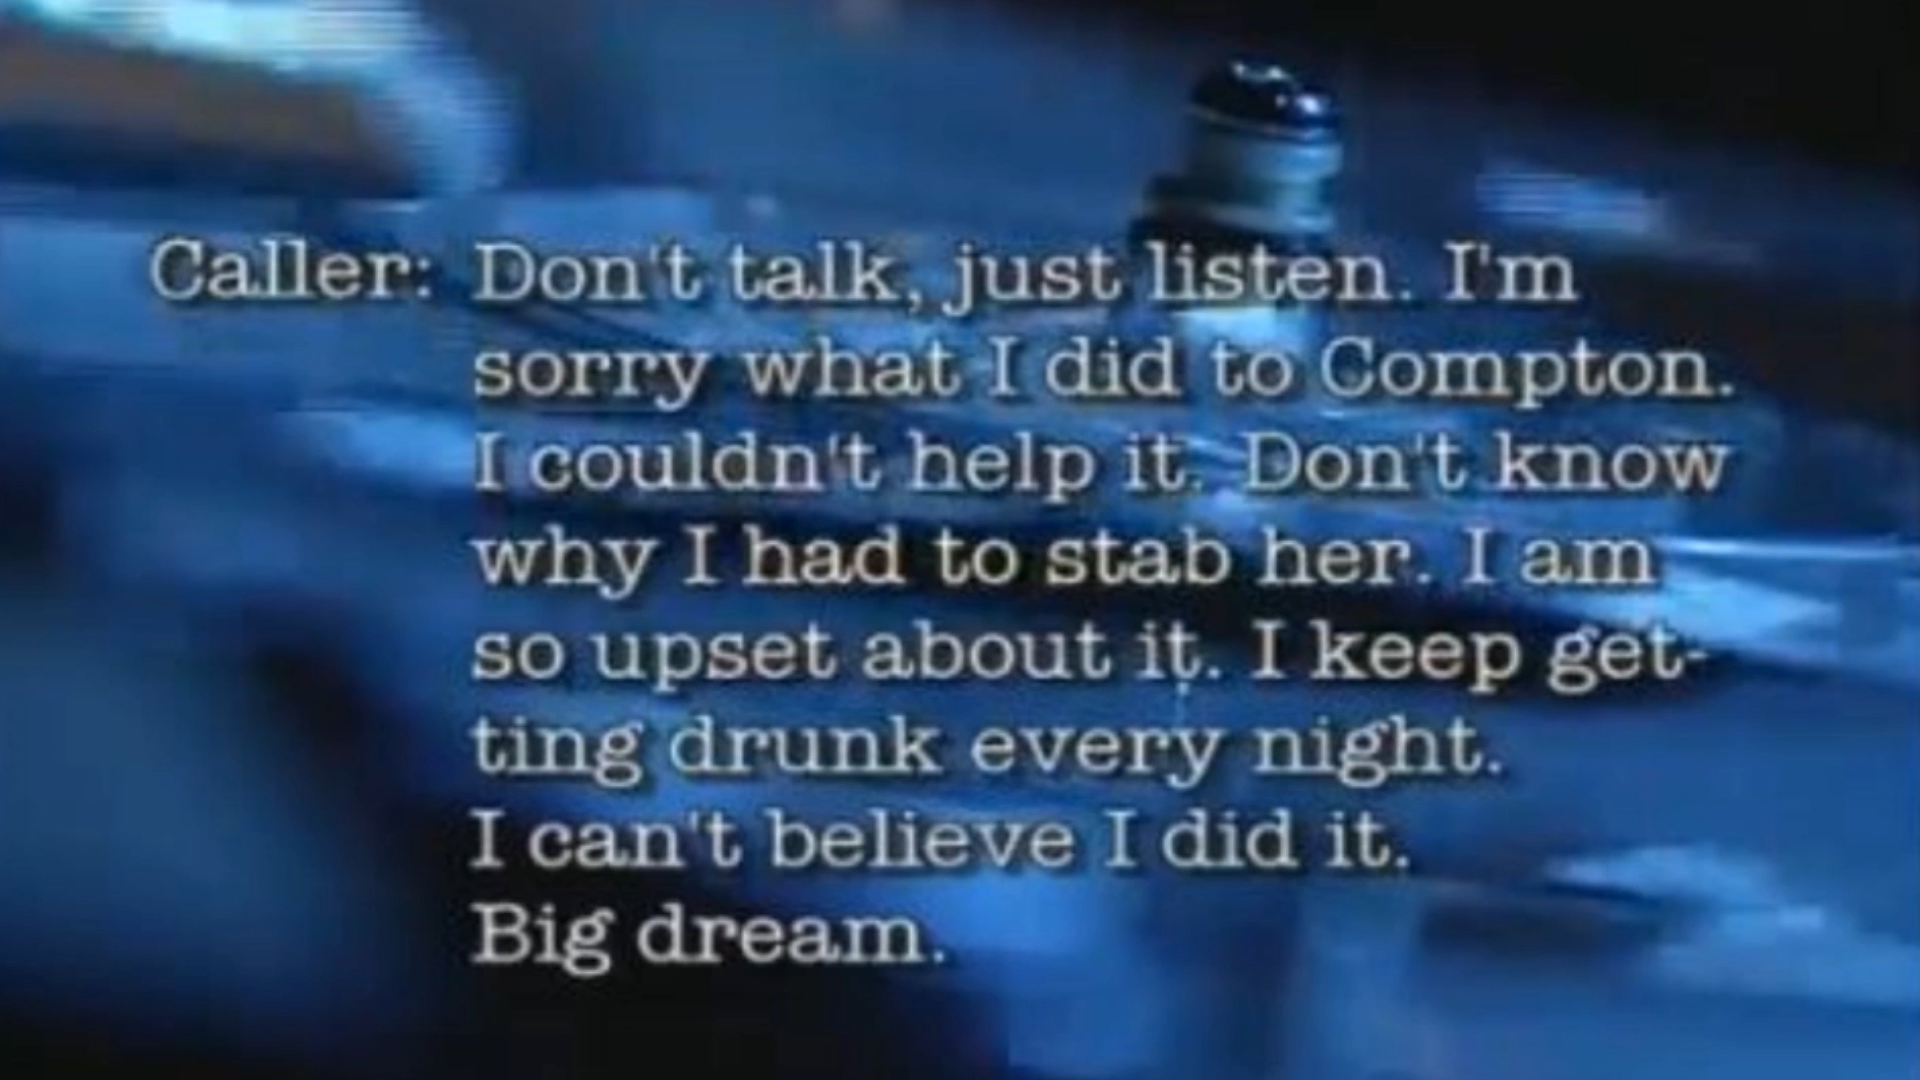 Caller: Don't talk, just listen. I'm
sorry what I did to Compton.
I couldn't help it. Don't know
why I had to stab her. I am
so upset about it. I keep get-
ting drunk every night.
I can't believe I did it.
Big dream.